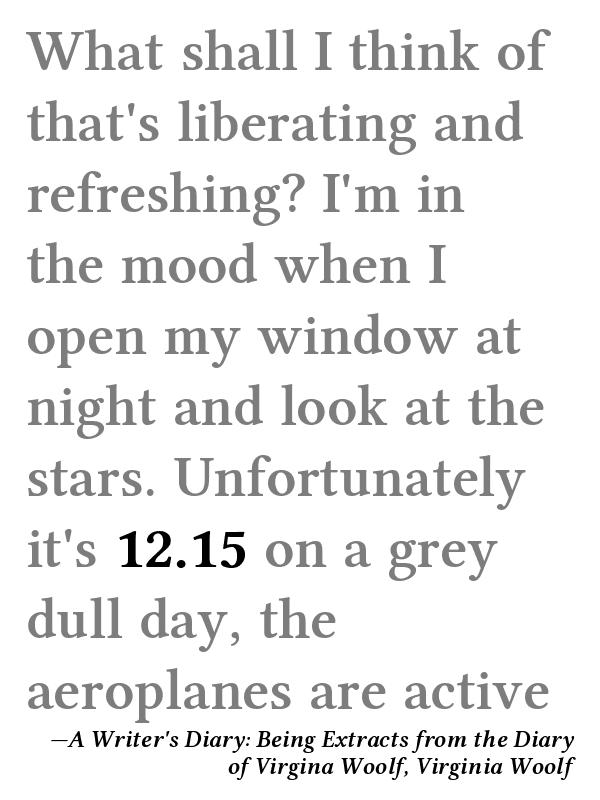 What shall I think of
that's liberating and
refreshing? I'm in
the mood when I
open my window at
night and look at the
stars. Unfortunately
it's 12.15 on a grey
dull day, the
aeroplanes are active
—A Writer's Diary: Being Extracts from the Diary
of Virgina Woolf, Virginia Woolf